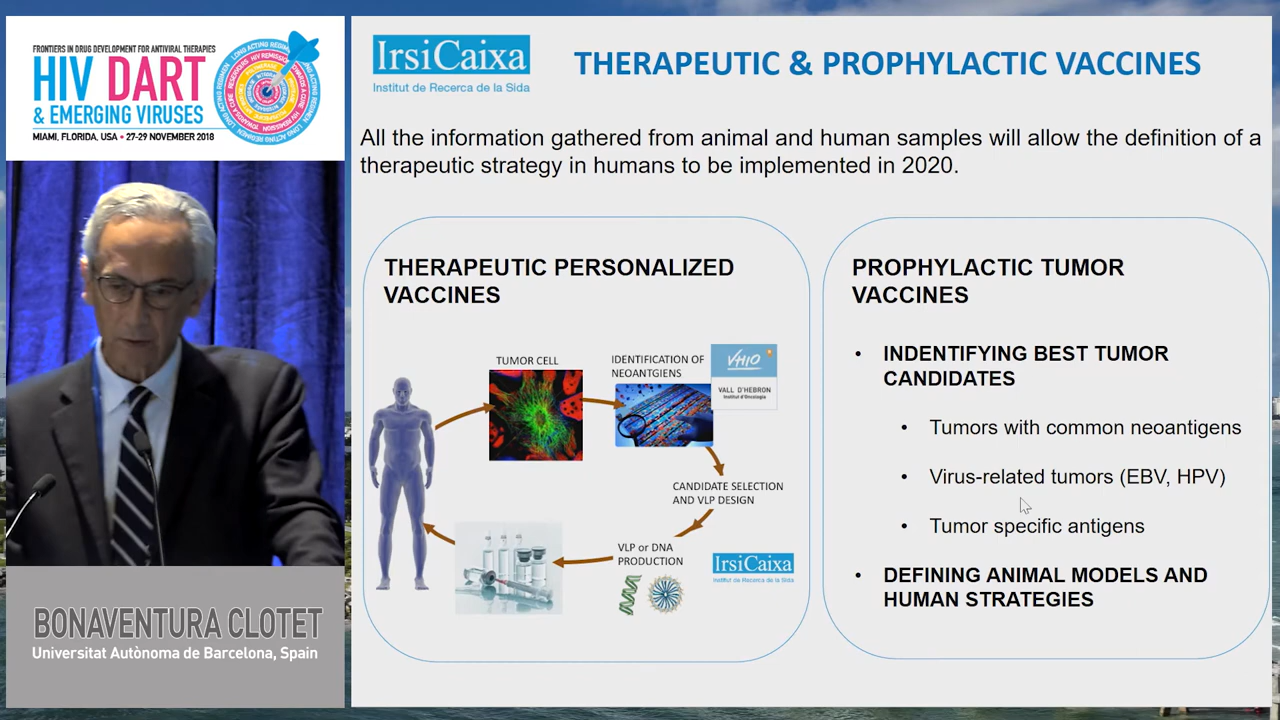 FRONTIERS IN DRUG DEVELOPMENT FOR ANTIVIRAL THERAPIES
HIV DART
& EMERGING VIRUSES
MIAMI, FLORIDA, USA • 27-29 NOVEMBER 2018
IrsiCaixa
Institut de Recerca de la Sida
THERAPEUTIC & PROPHYLACTIC VACCINES
All the information gathered from animal and human samples will allow the definition of a
therapeutic strategy in humans to be implemented in 2020.
THERAPEUTIC PERSONALIZED
VACCINES
TUMOR CELL
IDENTIFICATION OF
NEOANTGIENS
VHIO
VALL D'HEBRON
Institut d'Oncologia
CANDIDATE SELECTION
AND VLP DESIGN
VLP or DNA
PRODUCTION
IrsiCaixa
Institut de Recerca de la Sida
PROPHYLACTIC TUMOR
VACCINES
• INDENTIFYING BEST TUMOR
CANDIDATES
• Tumors with common neoantigens
• Virus-related tumors (EBV, HPV)
• Tumor specific antigens
• DEFINING ANIMAL MODELS AND
HUMAN STRATEGIES
BONAVENTURA CLOTET
Universitat Autònoma de Barcelona, Spain